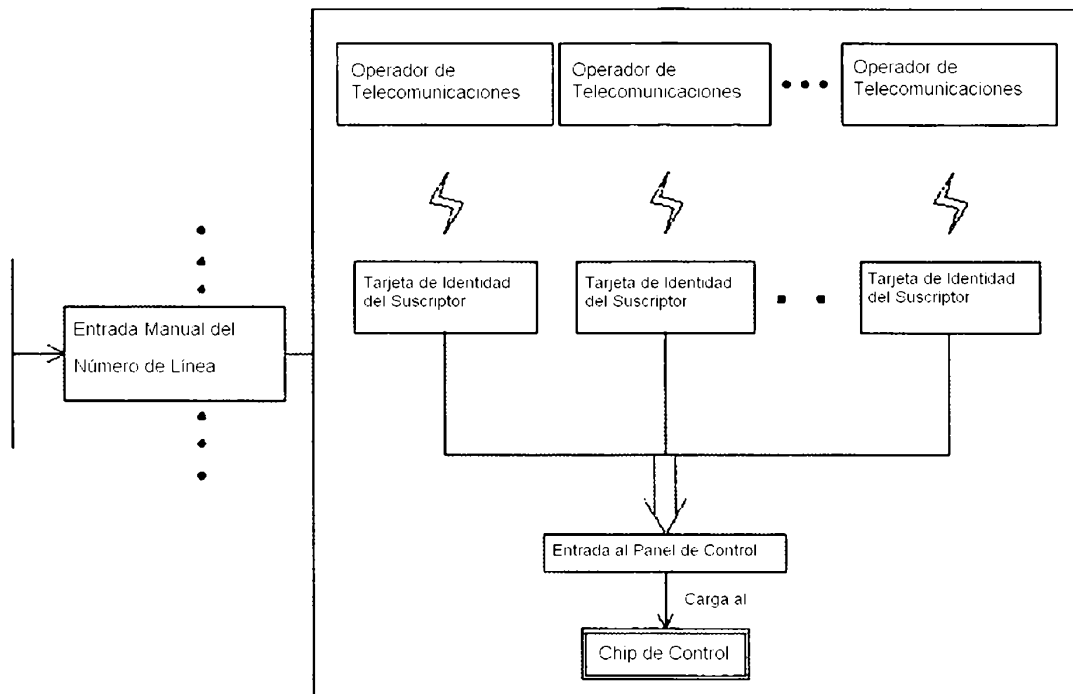 Operador de
Telecomunicaciones
Operador de
Telecomunicaciones
Operador de
Telecomunicaciones
Tarjeta de Identidad
del Suscriptor
Tarjeta de Identidad
del Suscriptor
Tarjeta de Identidad
del Suscriptor
Entrada Manual del
Número de Línea
Entrada al Panel de Control
Carga al
Chip de Control